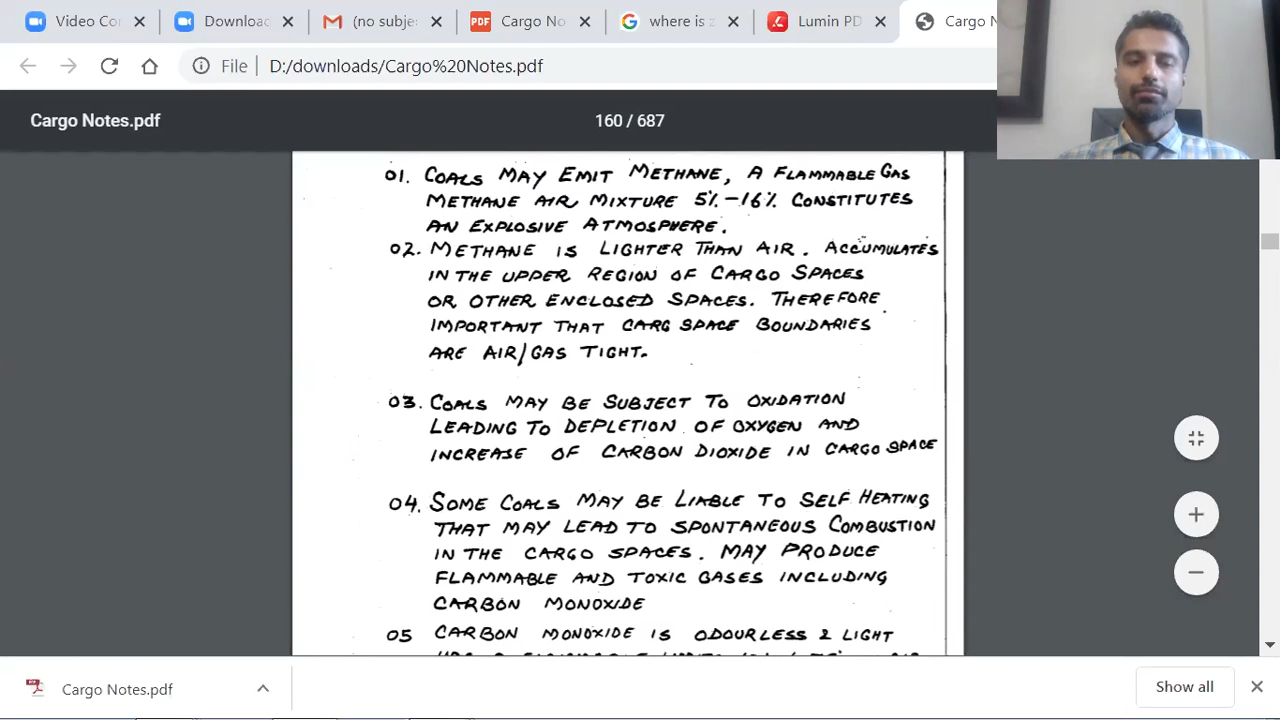 Video Con
Download
(no subje
Cargo No
where is z
Lumin PD
Cargo N
File
D:/downloads/Cargo%20Notes.pdf
Cargo Notes.pdf
160 / 687
01. COALS MAY EMIT METHANE, A FLAMMABLE GAS
METHANE AIR MIXTURE 5%-16% CONSTITUTES
AN EXPLOSIVE ATMOSPHERE.
02. METHANE IS LIGHTER THAN AIR. ACCUMULATES
IN THE UPPER REGION OF CARGO SPACES
OR OTHER ENCLOSED SPACES. THEREFORE
IMPORTANT THAT CARG SPACE BOUNDARIES
ARE AIR/GAS TIGHT.
03. COALS MAY BE SUBJECT TO OXIDATION
LEADING TO DEPLETION OF OXYGEN AND
INCREASE OF CARBON DIOXIDE IN CARGO SPACE
04. SOME COALS MAY BE LIABLE TO SELF HEATING
THAT MAY LEAD TO SPONTANEOUS COMBUSTION
IN THE CARGO SPACES. MAY PRODUCE
FLAMMABLE AND TOXIC GASES INCLUDING
CARBON MONOXIDE
05 CARBON MONOXIDE IS ODOURLESS & LIGHT
Cargo Notes.pdf
Show all